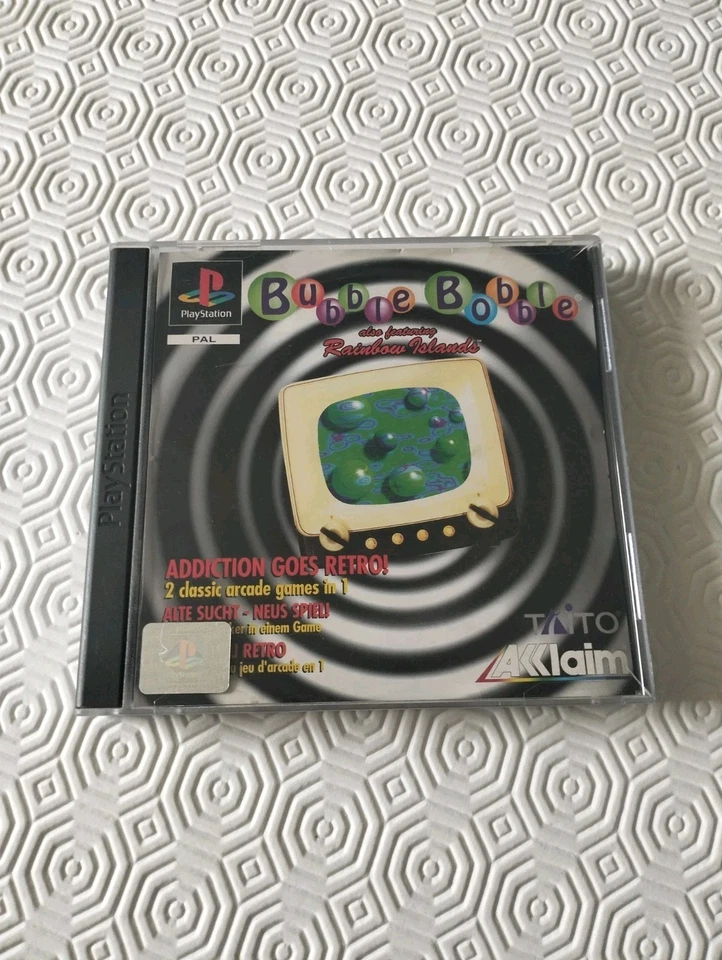 PlayStation
PlayStation
PAL
Bubble Bobble
also featuring
Rainbow Islands
ADDICTION GOES RETRO!
2 classic arcade games in 1
ALTE SUCHT - NEUS SPIEL!
in einem Game
RETRO
jeu d'arcade en 1
TAITO
AKklaim